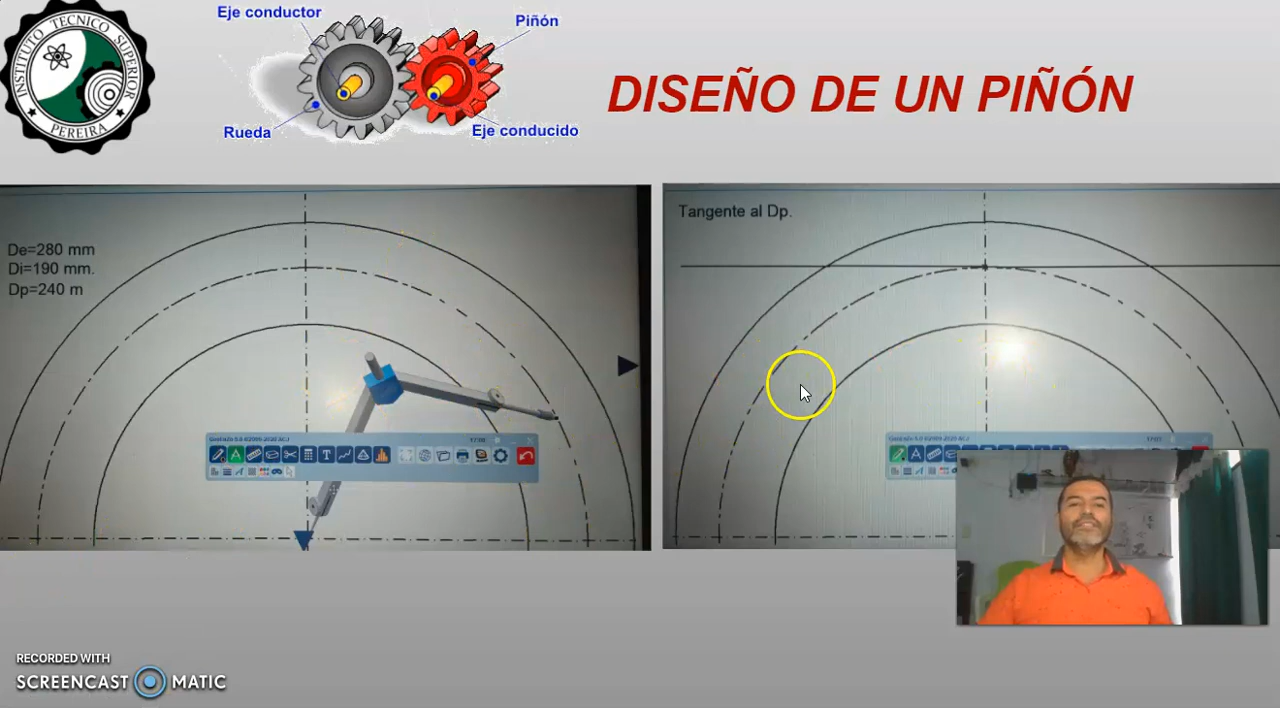 INSTITUTO TECNICO SUPERIOR
PEREIRA
Eje conductor
Piñón
Rueda
Eje conducido
DISEÑO DE UN PIÑÓN
De=280 mm
Di=190 mm.
Dp=240 m
Tangente al Dp.
RECORDED WITH
SCREENCAST MATIC